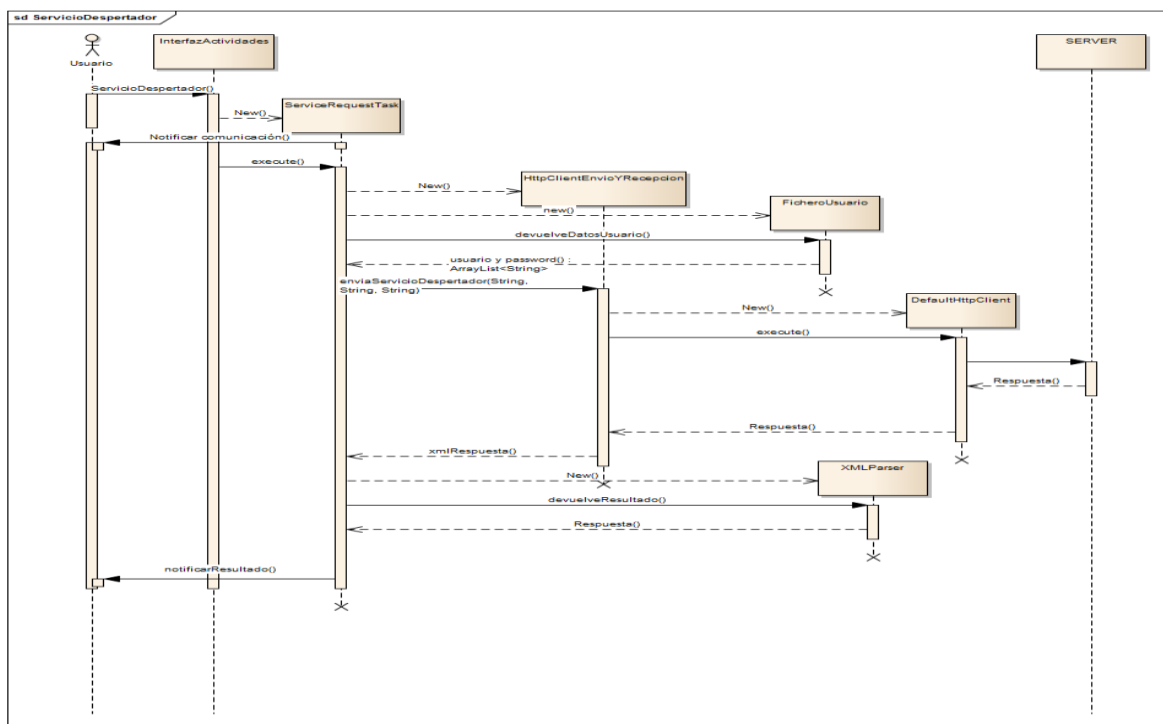 sd ServicioDespertador
InterfazActividades
SERVER
Usuario
ServicioDespertador()
New()
ServiceRequestTask
Notificar comunicación()
execute()
New()
HttpClientEnvioYRecepcion
new()
FicheroUsuario
devuelveDatosUsuario()
usuario y password() :
ArrayList<String>
enviaServicioDespertador(String,
String, String)
New()
DefaultHttpClient
execute()
Respuesta()
Respuesta()
xmlRespuesta()
New()
XMLParser
devuelveResultado()
Respuesta()
notificarResultado()